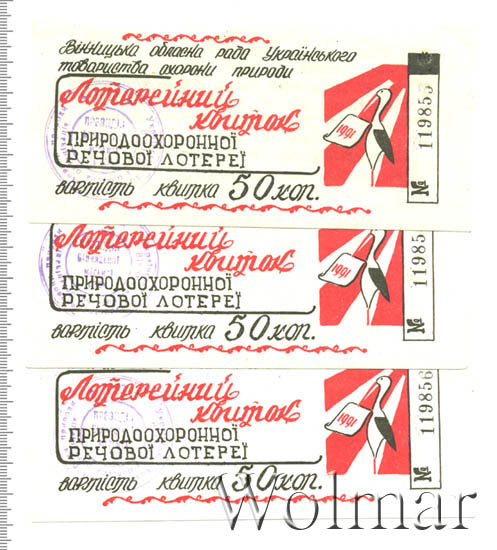 Вінницька обласна рада Українського
товариства охорони природи
Лотерейний
квиток
ПРИРОДООХОРОННОЇ
РЕЧОВОЇ ЛОТЕРЕЇ
вартість квитка 50 коп.
1991
№ 119853
Лотерейний
квиток
ПРИРОДООХОРОННОЇ
РЕЧОВОЇ ЛОТЕРЕЇ
вартість квитка 50 коп.
1991
№ 11985
Лотерейний
квиток
ПРИРОДООХОРОННОЇ
РЕЧОВОЇ ЛОТЕРЕЇ
вартість квитка 50 коп.
1991
№ 119856
Wolmar